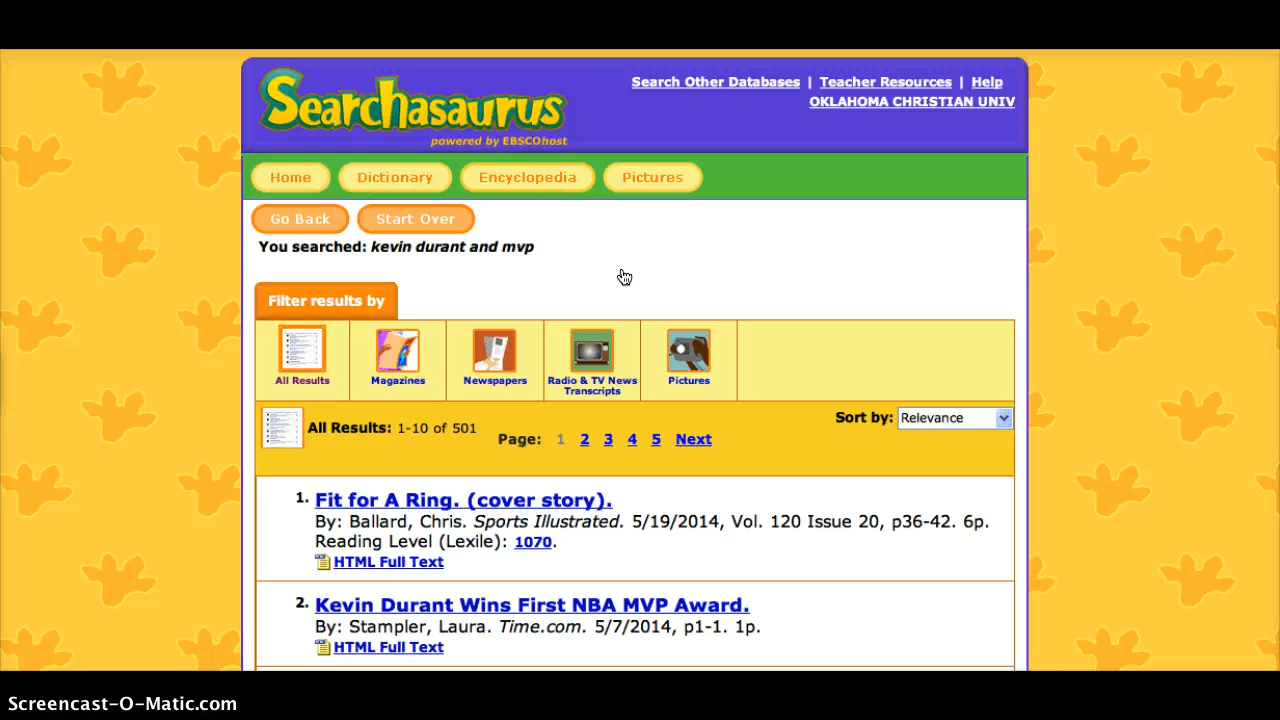 Search Other Databases | Teacher Resources | Help
Searchasaurus
OKLAHOMA CHRISTIAN UNIV
powered by EBSCOhost
Home Dictionary Encyclopedia Pictures
Go Back Start Over
You searched: kevin durant and mvp
Filter results by
All Results Magazines Newspapers Radio & TV News Transcripts Pictures
All Results: 1-10 of 501 Page: 1 2 3 4 5 Next Sort by: Relevance
1. Fit for A Ring. (cover story).
By: Ballard, Chris. Sports Illustrated. 5/19/2014, Vol. 120 Issue 20, p36-42. 6p.
Reading Level (Lexile): 1070.
HTML Full Text
2. Kevin Durant Wins First NBA MVP Award.
By: Stampler, Laura. Time.com. 5/7/2014, p1-1. 1p.
HTML Full Text
Screencast-O-Matic.com